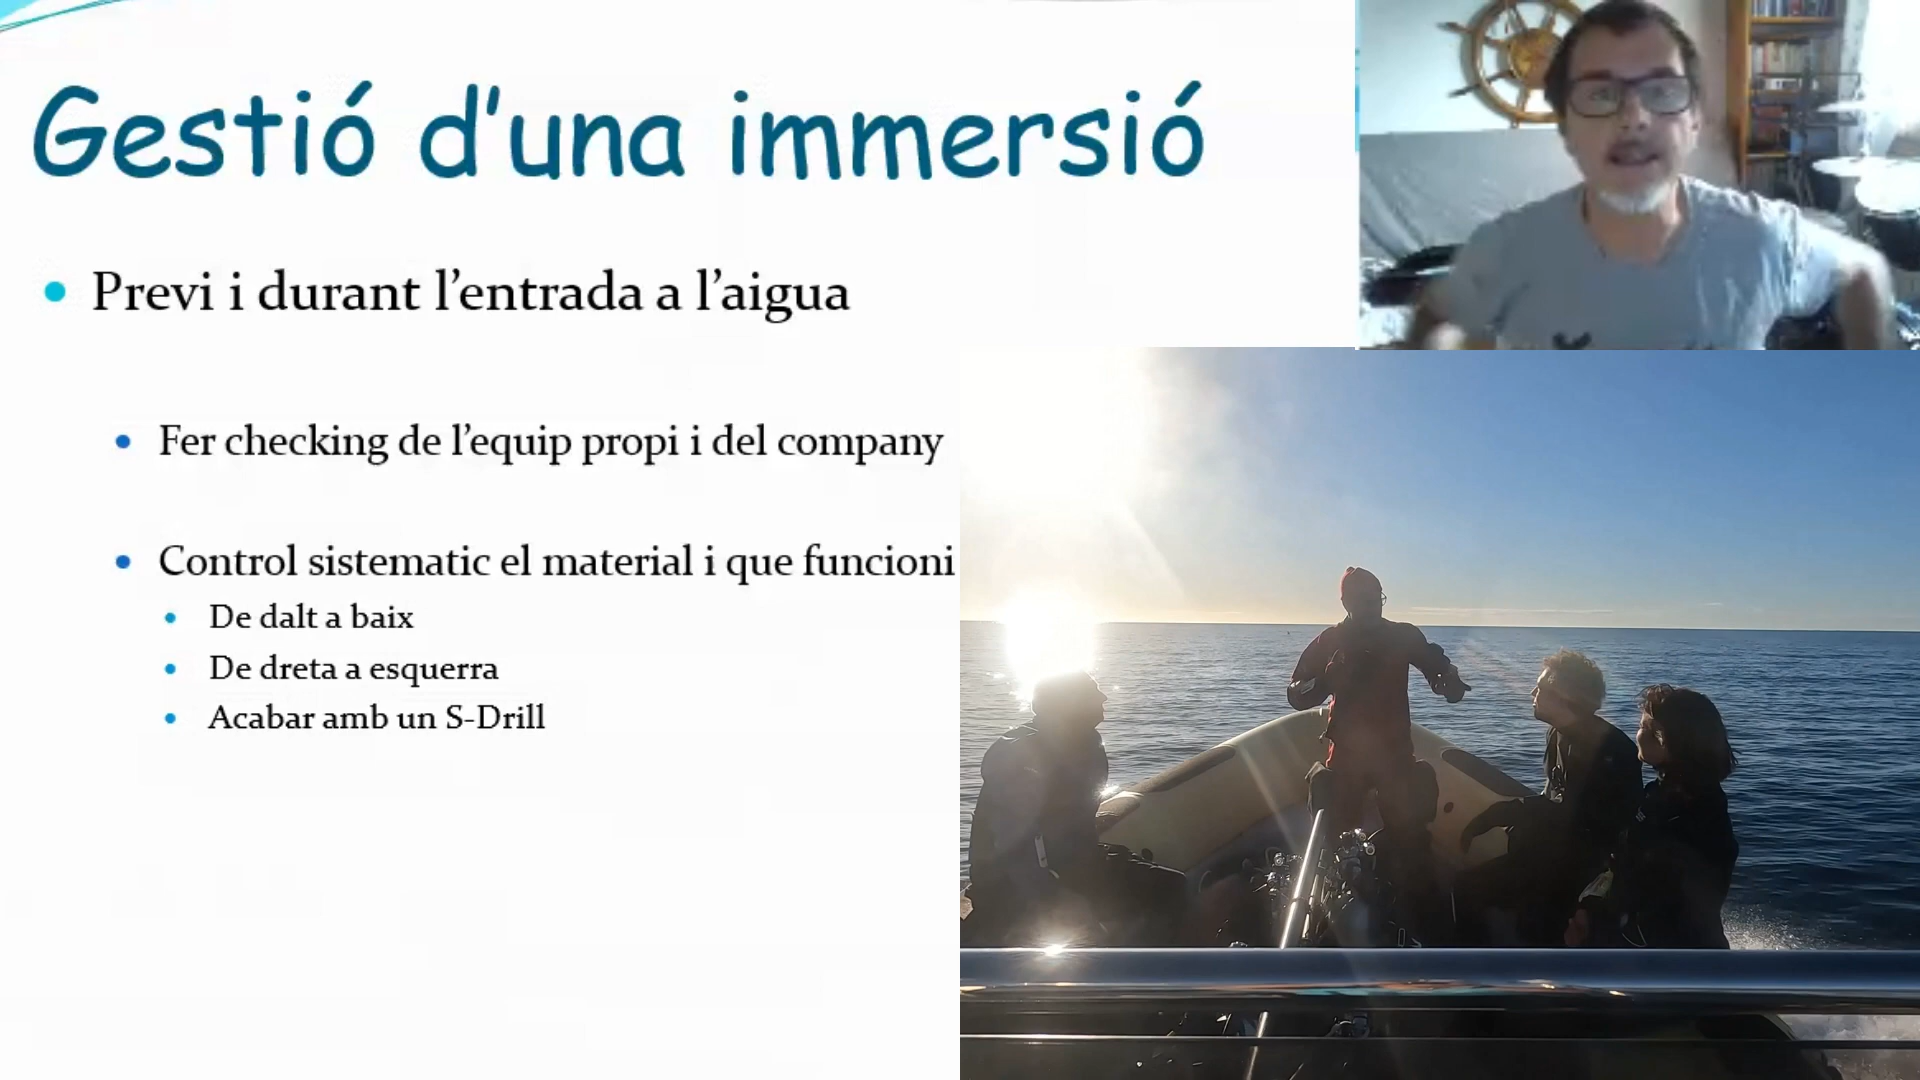 Gestió d’una immersió
Previ i durant l’entrada a l’aigua
Fer checking de l’equip propi i del company
Control sistematic el material i que funcioni
De dalt a baix
De dreta a esquerra
Acabar amb un S-Drill